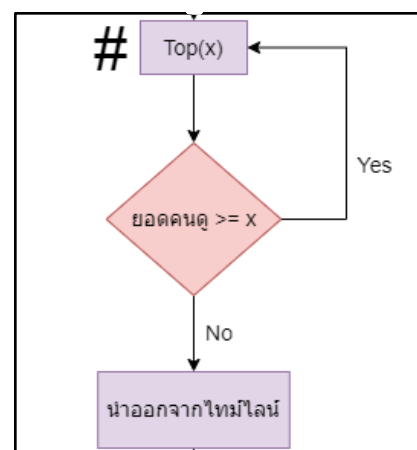 # Top(x)
Yes
ยอดคนดู >= x
No
นำออกจากไทม์ไลน์